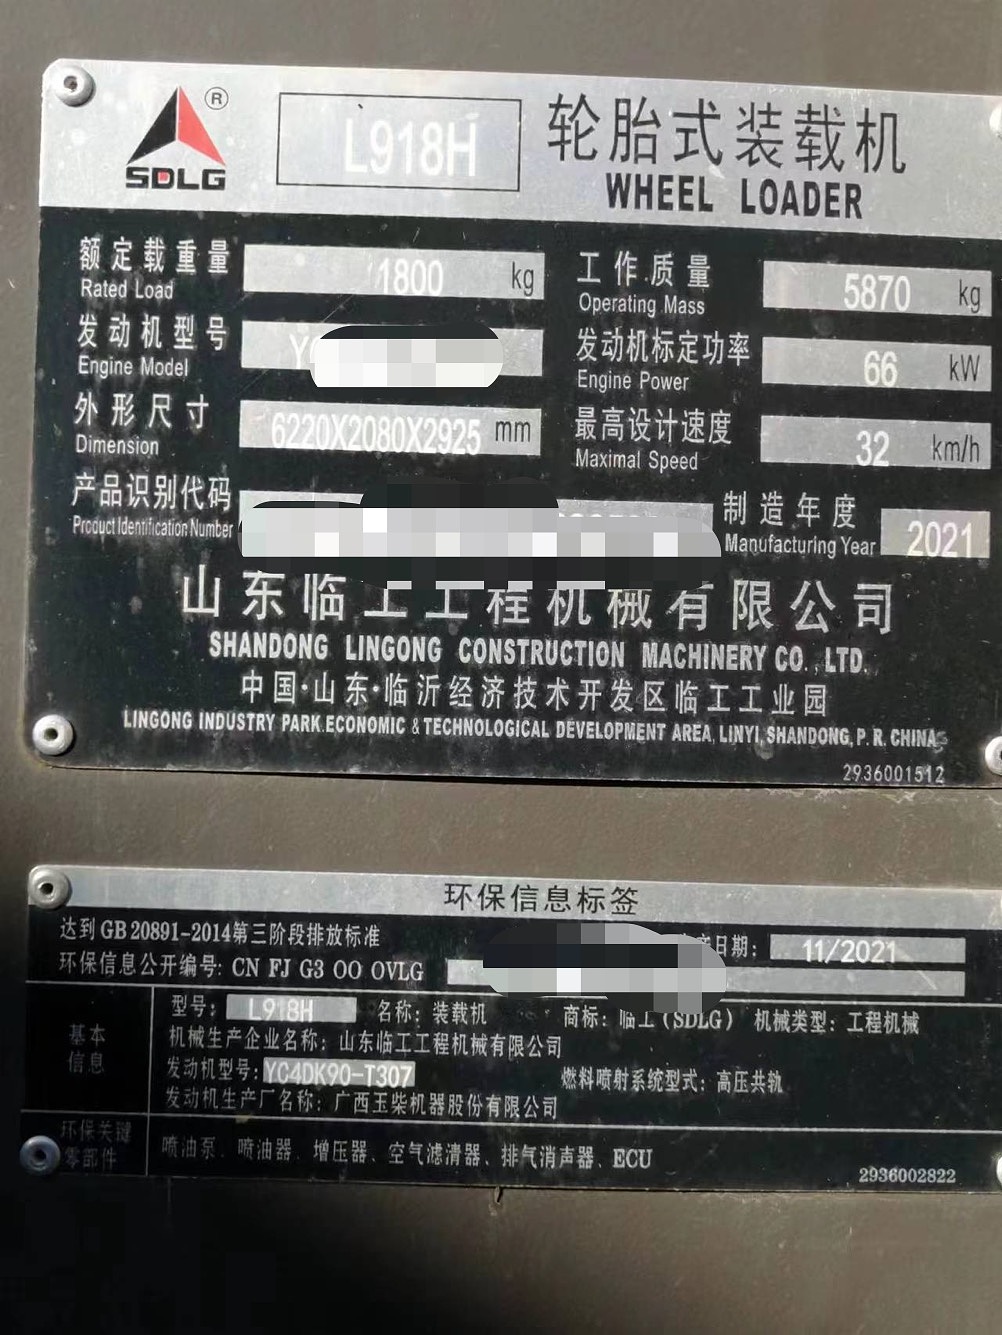 SDLG ®
L918H
轮胎式装载机
WHEEL LOADER
额定载重量 1800 kg
Rated Load
工作质量 5870 kg
Operating Mass
发动机型号
Engine Model
发动机标定功率 66 kW
Engine Power
外形尺寸 6220X2080X2925 mm
Dimension
最高设计速度 32 km/h
Maximal Speed
产品识别代码
Product Identification Number
制造年度 2021
Manufacturing Year
山东临工工程机械有限公司
SHANDONG LINGONG CONSTRUCTION MACHINERY CO., LTD.
中国·山东·临沂经济技术开发区临工工业园
LINGONG INDUSTRY PARK ECONOMIC & TECHNOLOGICAL DEVELOPMENT AREA, LINYI, SHANDONG, P. R. CHINA
2936001512
环保信息标签
达到 GB 20891-2014第三阶段排放标准
日期: 11/2021
环保信息公开编号: CN FJ G3 OO OVLG
基本信息
型号: L918H 名称: 装载机 商标: 临工(SDLG) 机械类型: 工程机械
机械生产企业名称: 山东临工工程机械有限公司
发动机型号: YC4DK90-T307 燃料喷射系统型式: 高压共轨
发动机生产厂名称: 广西玉柴机器股份有限公司
环保关键零部件
喷油泵、喷油器、增压器、空气滤清器、排气消声器、ECU
2936002822